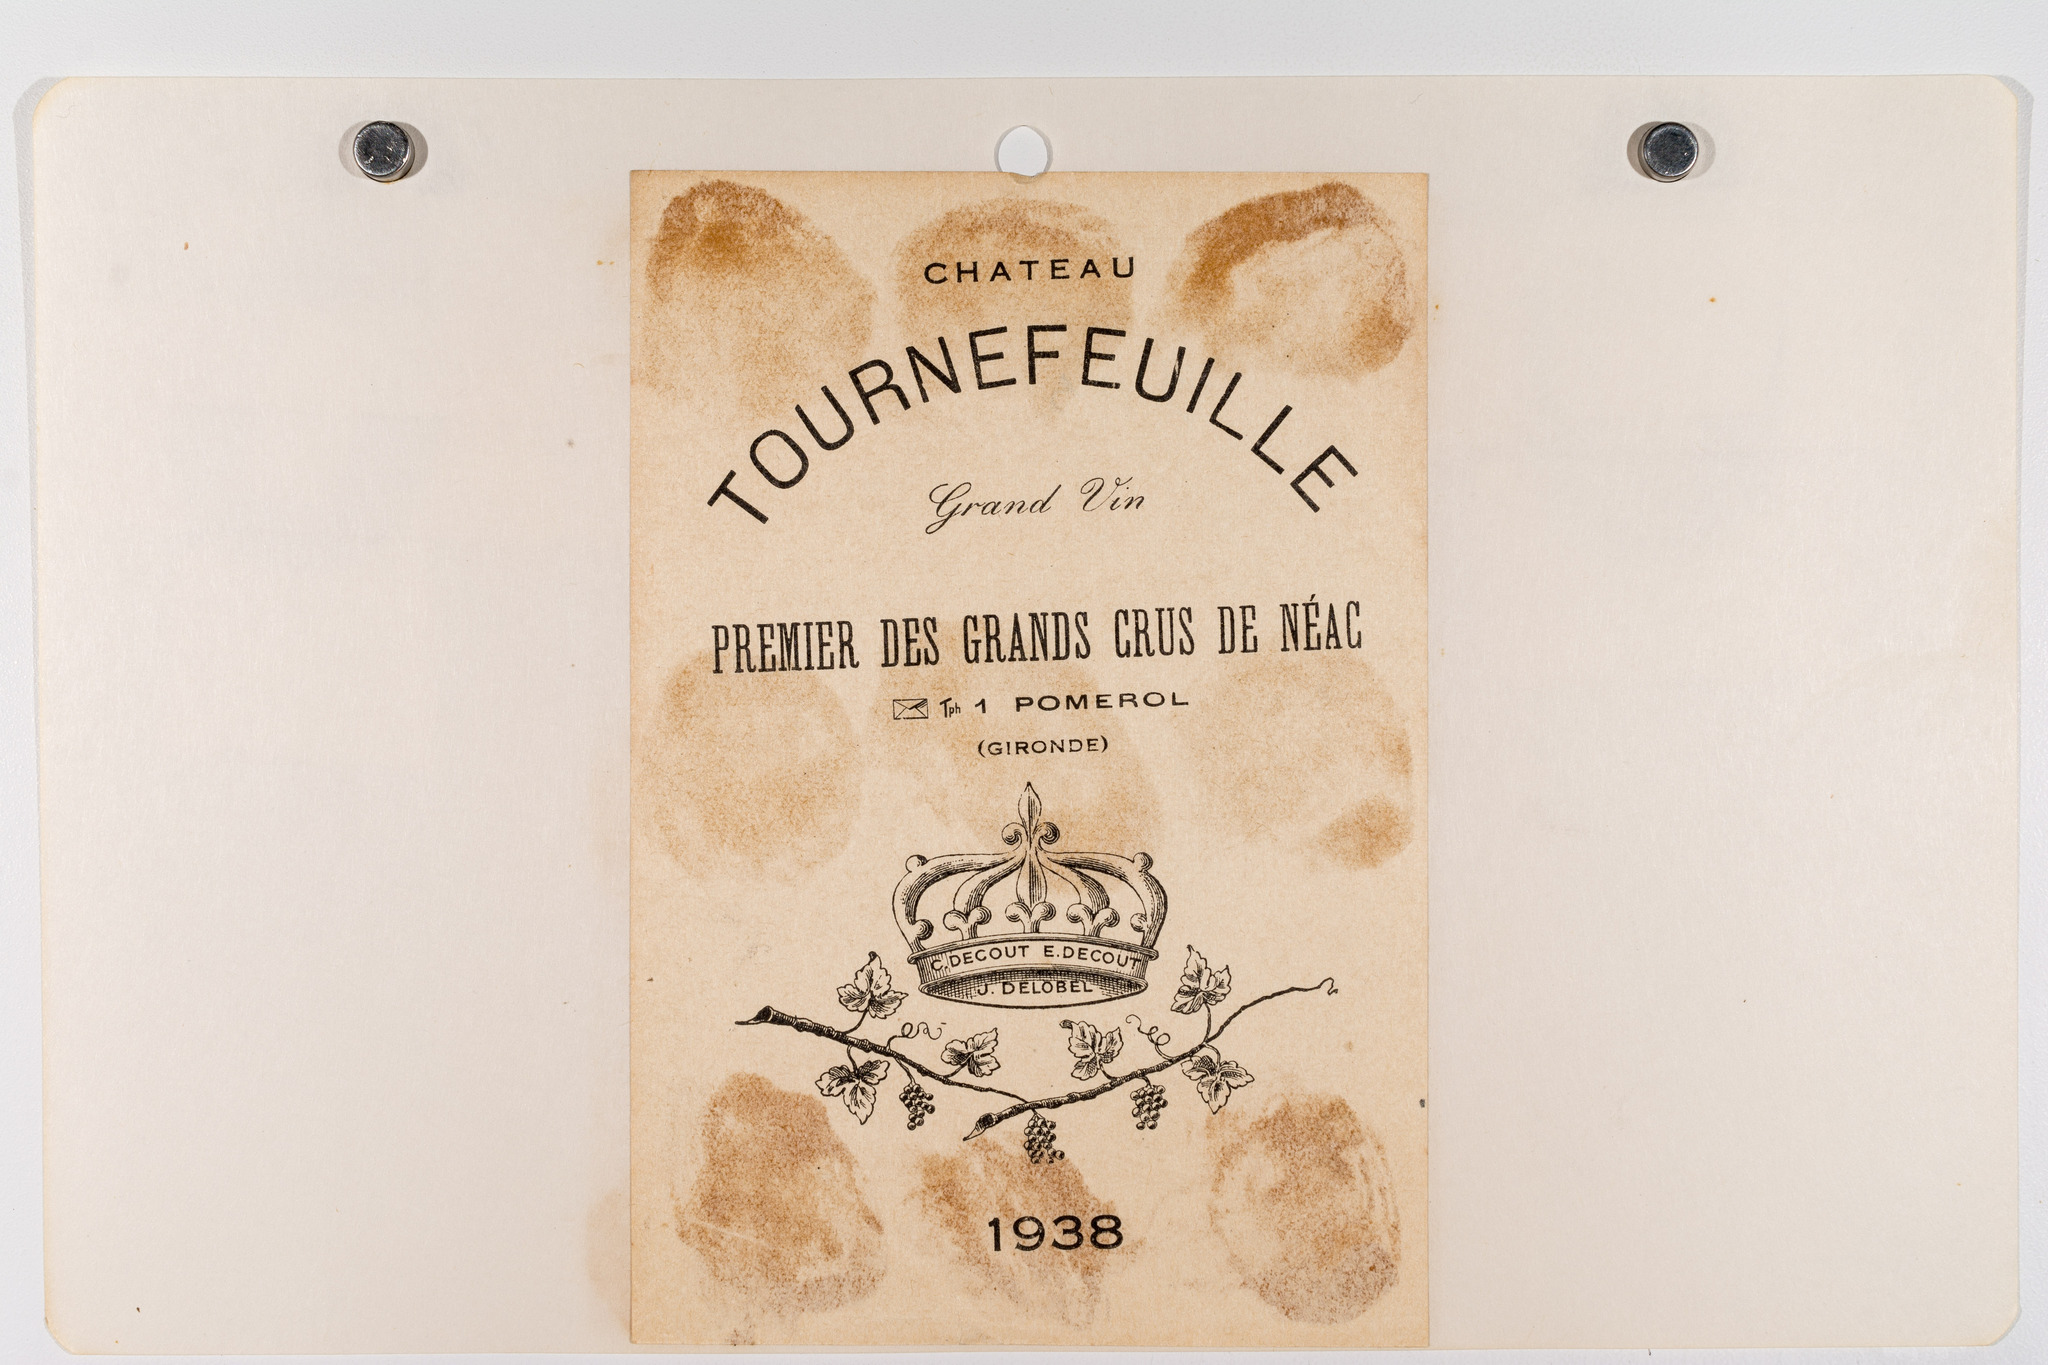 CHATEAU
TOURNEFEUILLE
Grand Vin
PREMIER DES GRANDS CRUS DE NÉAC
Tph 1 POMEROL
(GIRONDE)
C. DECOUT E. DECOUT
J. DELOBEL
1938